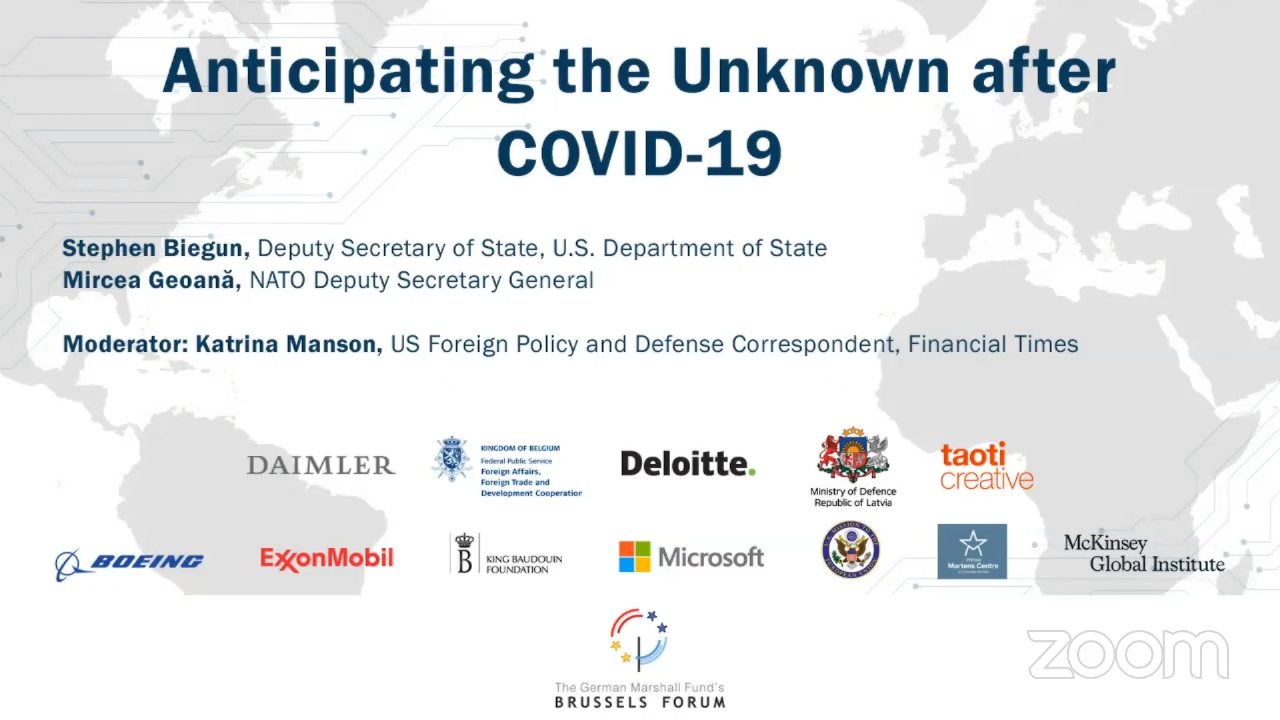 Anticipating the Unknown after
COVID-19
Stephen Biegun, Deputy Secretary of State, U.S. Department of State
Mircea Geoană, NATO Deputy Secretary General
Moderator: Katrina Manson, US Foreign Policy and Defense Correspondent, Financial Times
DAIMLER
KINGDOM OF BELGIUM
Federal Public Service
Foreign Affairs,
Foreign Trade and
Development Cooperation
Deloitte.
Ministry of Defence
Republic of Latvia
taoti
creative
BOEING
ExxonMobil
B
KING BAUDOUIN
FOUNDATION
Microsoft
Martens Centre
McKinsey
Global Institute
The German Marshall Fund's
BRUSSELS FORUM
zoom